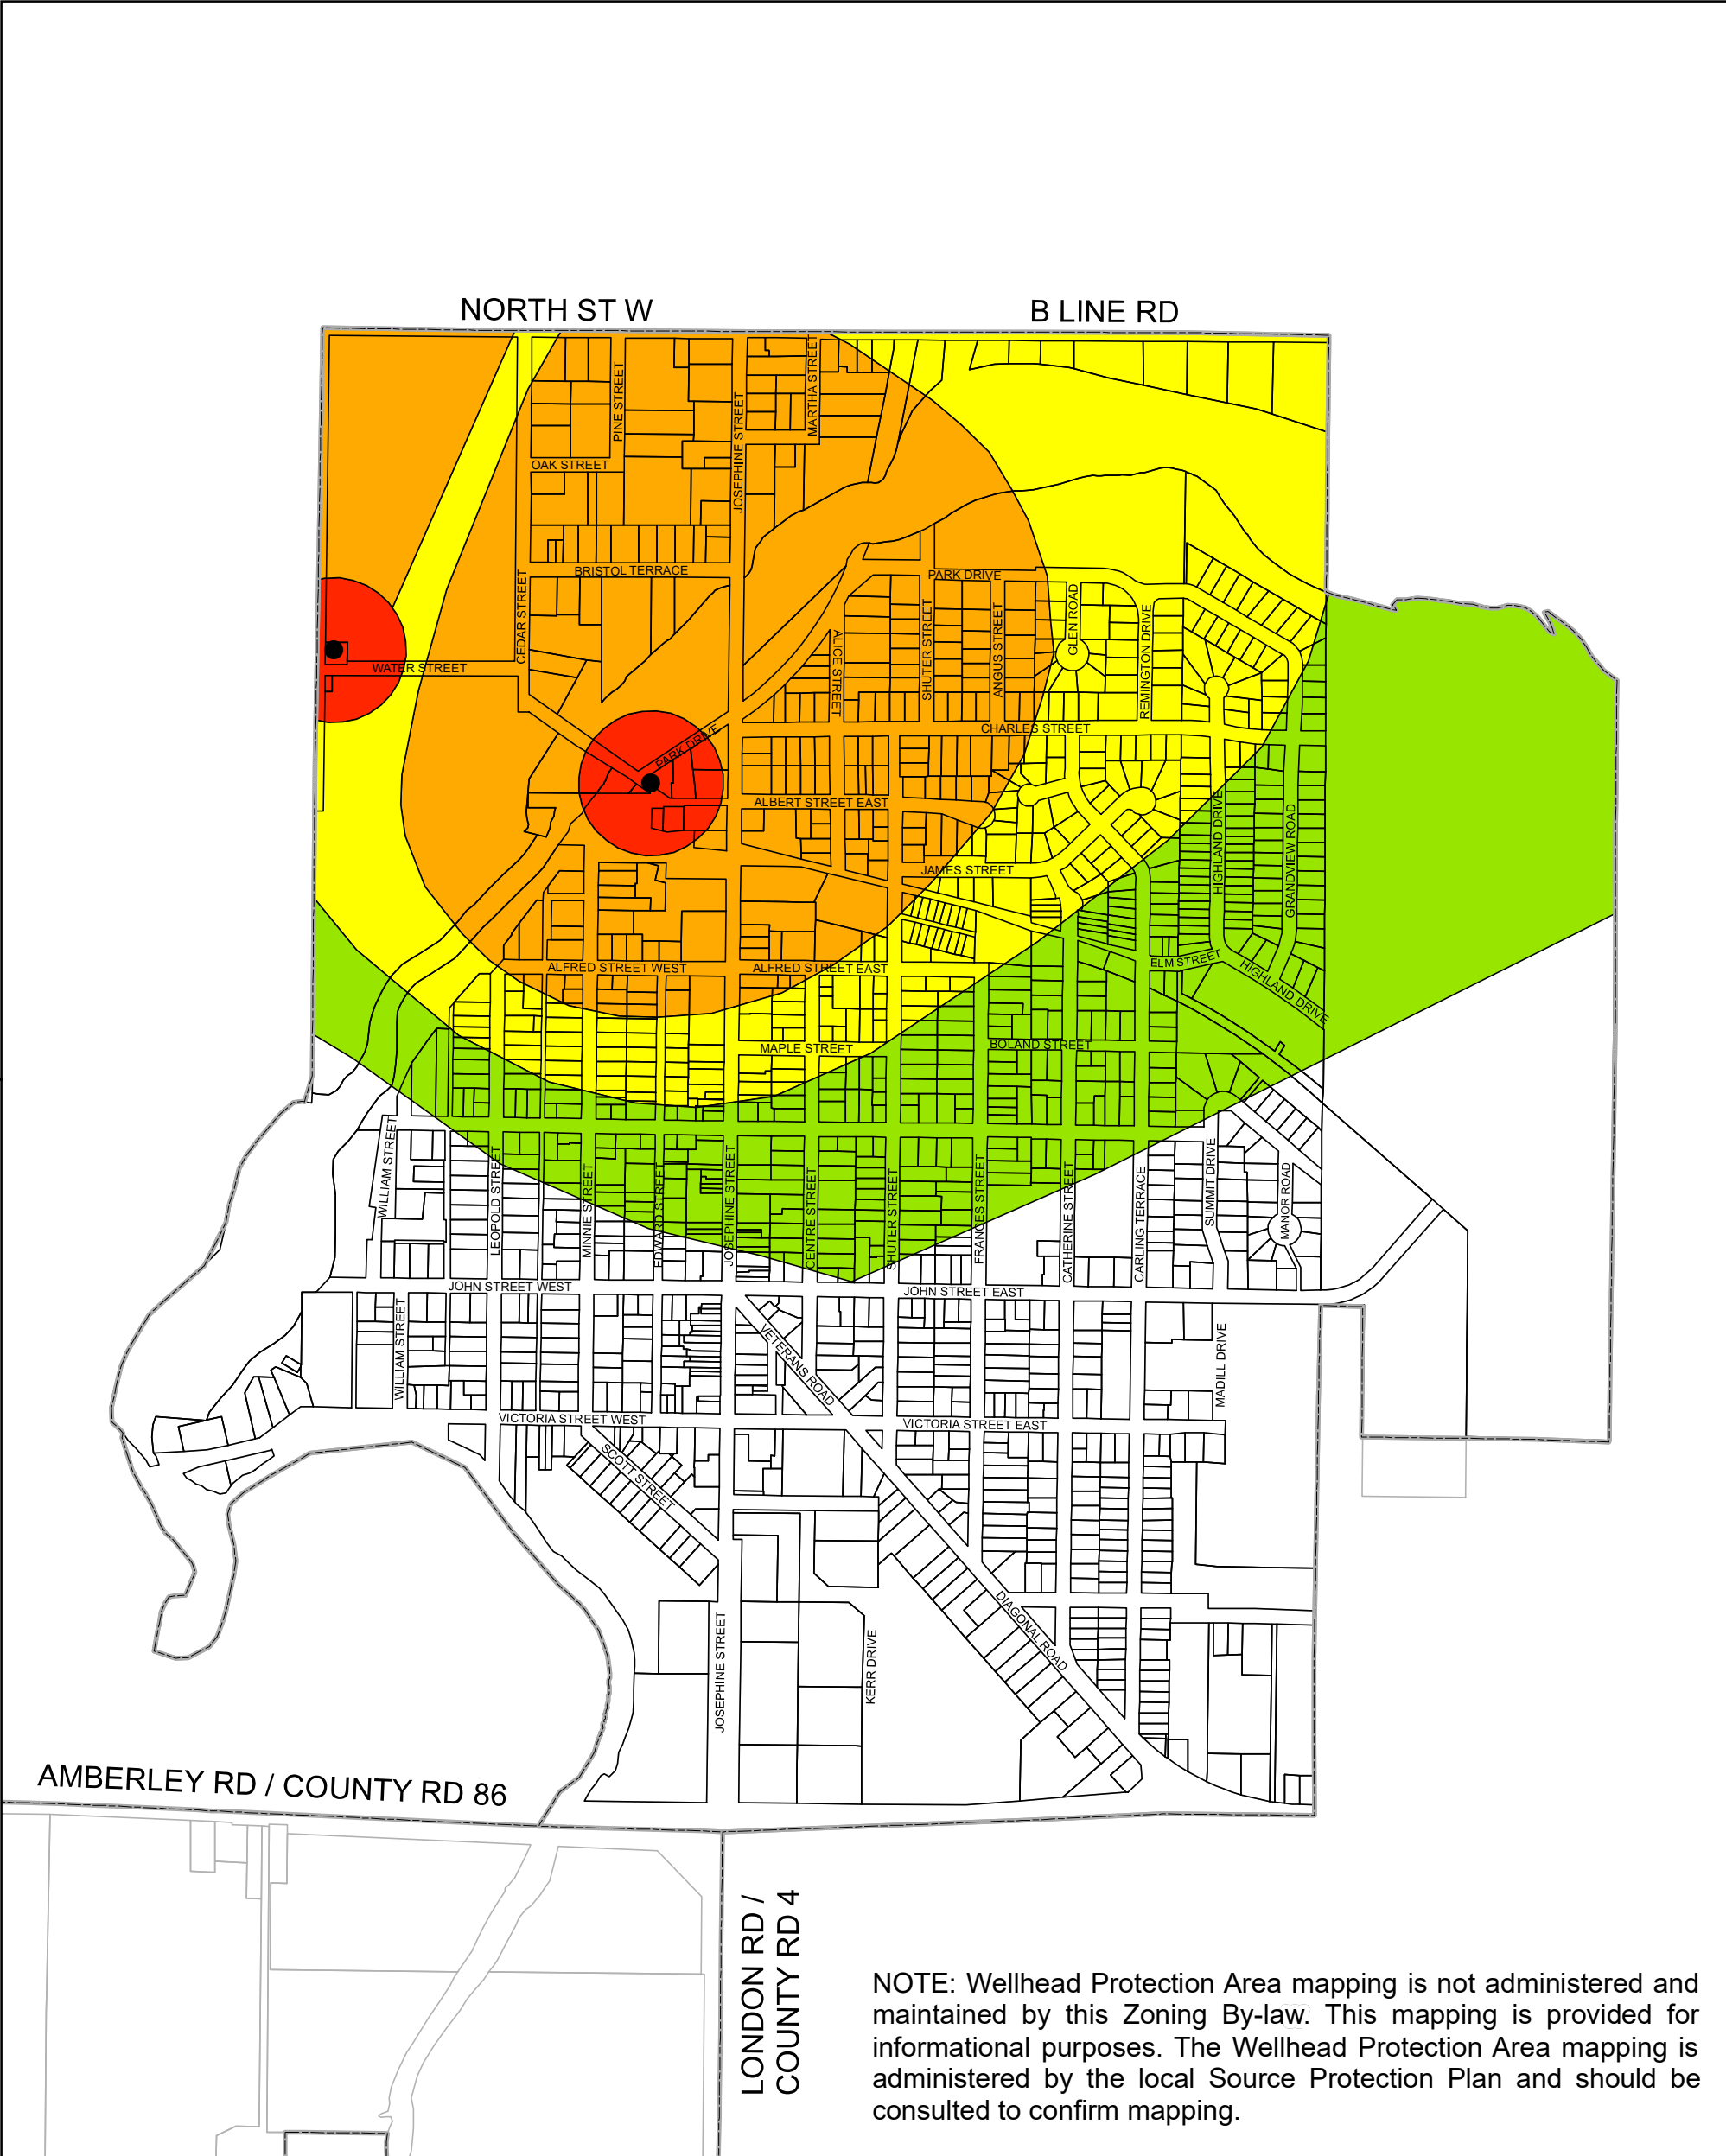 NORTH ST W
B LINE RD
MARTHA STREET
PINE STREET
JOSEPHINE STREET
OAK STREET
BRISTOL TERRACE
CEDAR STREET
PARK DRIVE
GLEN ROAD
SHUTER STREET
ANGUS STREET
REMINGTON DRIVE
ALICE STREET
WATER STREET
CHARLES STREET
PARK DRIVE
ALBERT STREET EAST
HIGHLAND DRIVE
GRANDVIEW ROAD
JAMES STREET
ALFRED STREET WEST
ALFRED STREET EAST
ELM STREET
HIGHLAND DRIVE
MAPLE STREET
BOLAND STREET
WILLIAM STREET
LEOPOLD STREET
MINNIE STREET
EDWARD STREET
JOSEPHINE STREET
CENTRE STREET
SHUTER STREET
FRANCES STREET
CATHERINE STREET
CARLING TERRACE
SUMMIT DRIVE
MANOR ROAD
JOHN STREET WEST
JOHN STREET EAST
WILLIAM STREET
VETERANS ROAD
MADILL DRIVE
VICTORIA STREET WEST
VICTORIA STREET EAST
SCOTT STREET
DIAGONAL ROAD
JOSEPHINE STREET
KERR DRIVE
AMBERLEY RD / COUNTY RD 86
LONDON RD /
COUNTY RD 4
NOTE: Wellhead Protection Area mapping is not administered and
maintained by this Zoning By-law. This mapping is provided for
informational purposes. The Wellhead Protection Area mapping is
administered by the local Source Protection Plan and should be
consulted to confirm mapping.